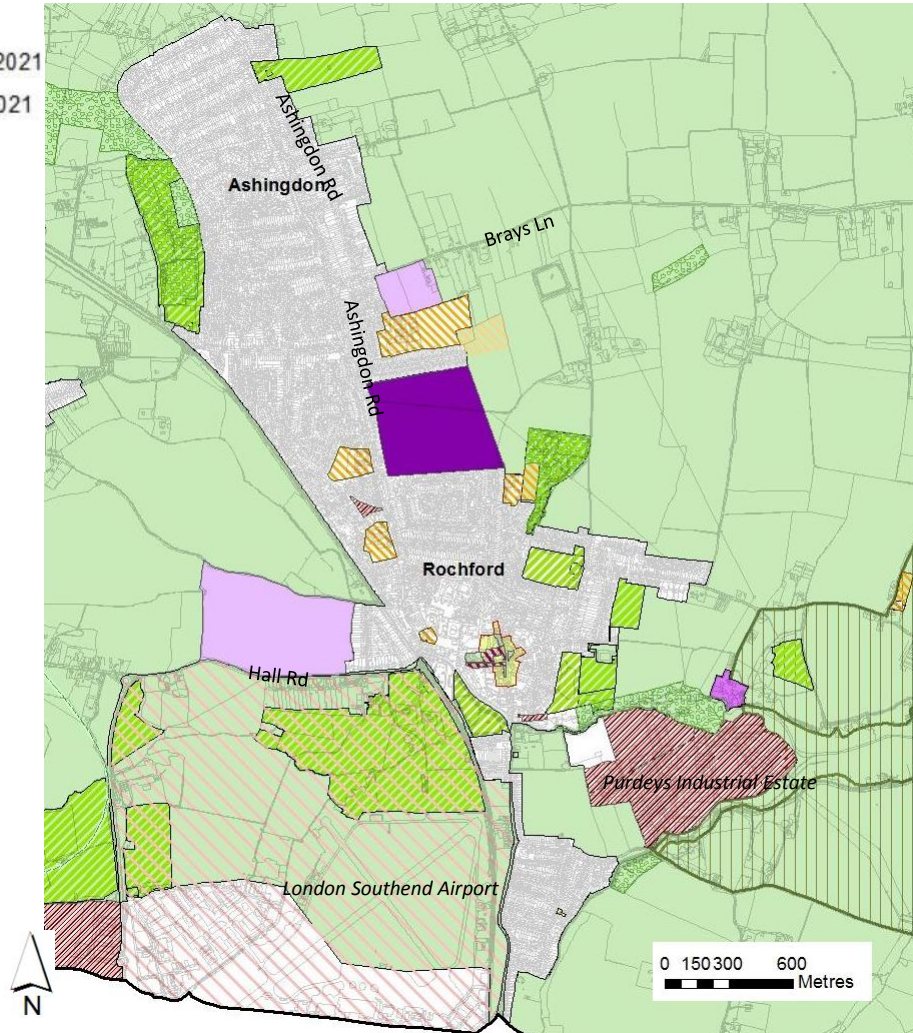 2021
021
Ashingdon Rd
Ashingdon
Brays Ln
Ashingdon Rd
Rochford
Hall Rd
Purdeys Industrial Estate
London Southend Airport
0 150 300 600
Metres
N